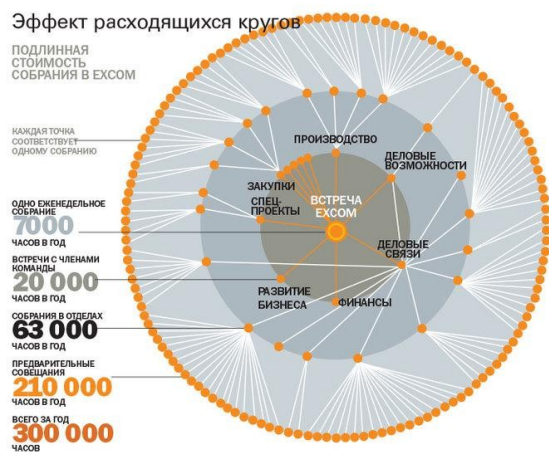 Эффект расходящихся кругов
ПОДЛИННАЯ
СТОИМОСТЬ
СОБРАНИЯ В EXCOM
КАЖДАЯ ТОЧКА
СООТВЕТСТВУЕТ
ОДНОМУ СОБРАНИЮ
ОДНО ЕЖЕНЕДЕЛЬНОЕ
СОБРАНИЕ
7000
ЧАСОВ В ГОД
ВСТРЕЧИ С ЧЛЕНАМИ
КОМАНДЫ
20 000
ЧАСОВ В ГОД
СОБРАНИЯ В ОТДЕЛАХ
63 000
ЧАСОВ В ГОД
ПРЕДВАРИТЕЛЬНЫЕ
СОВЕЩАНИЯ
210 000
ЧАСОВ В ГОД
ВСЕГО ЗА ГОД
300 000
ЧАСОВ
ПРОИЗВОДСТВО
ДЕЛОВЫЕ
ВОЗМОЖНОСТИ
ЗАКУПКИ
СПЕЦ-
ПРОЕКТЫ
ВСТРЕЧА
EXCOM
ДЕЛОВЫЕ
СВЯЗИ
РАЗВИТИЕ
БИЗНЕСА
ФИНАНСЫ